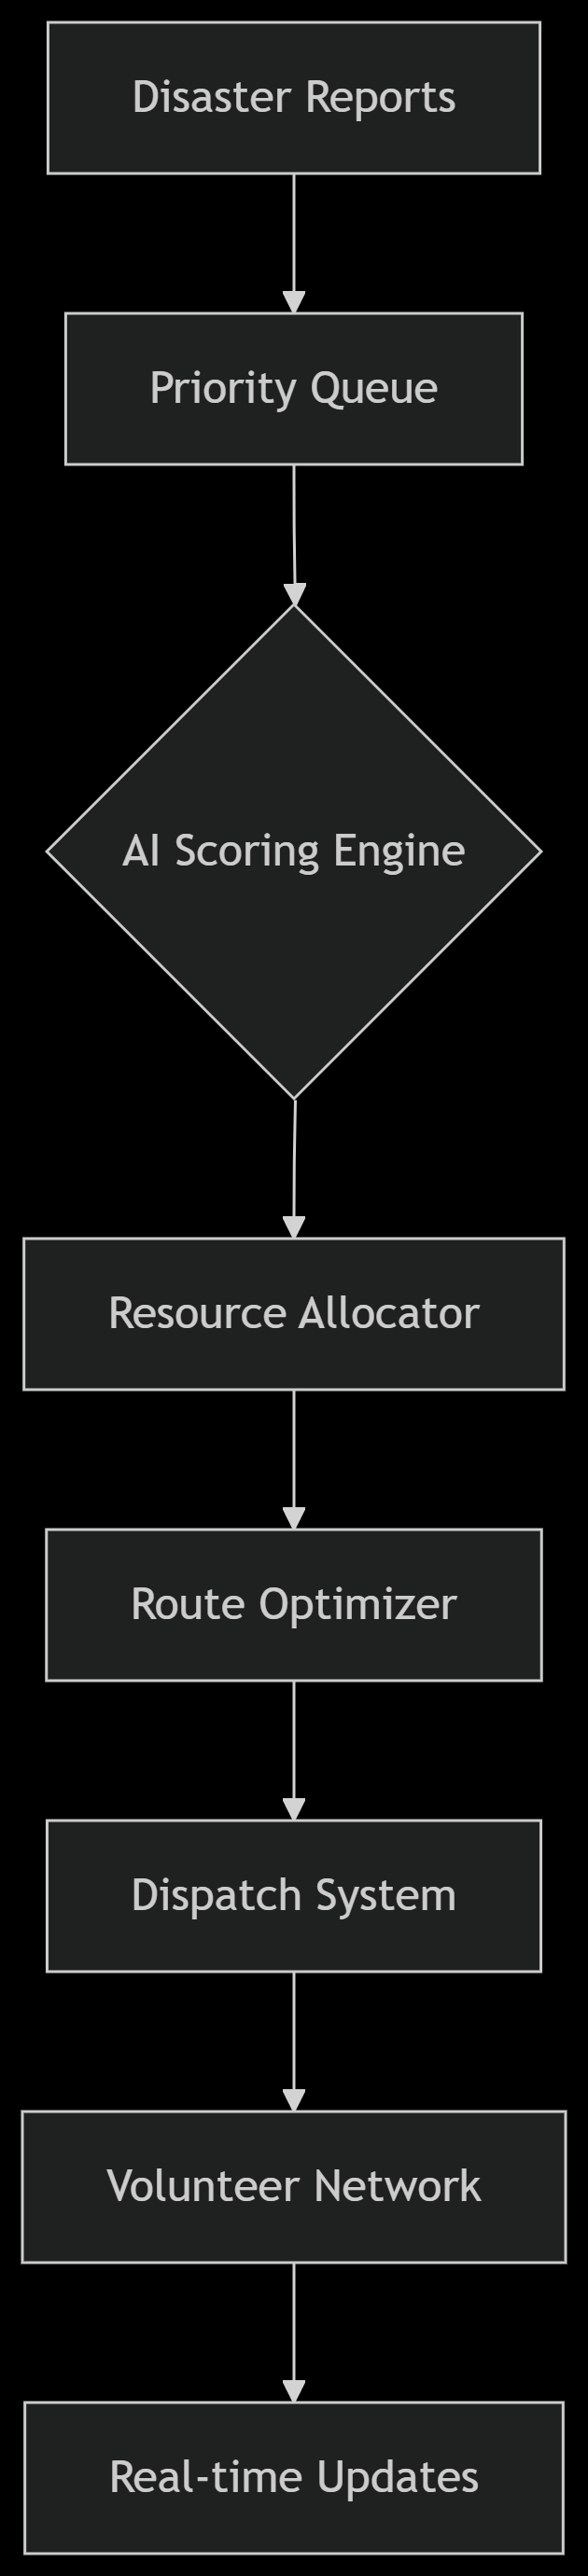 Disaster Reports
Priority Queue
AI Scoring Engine
Resource Allocator
Route Optimizer
Dispatch System
Volunteer Network
Real-time Updates